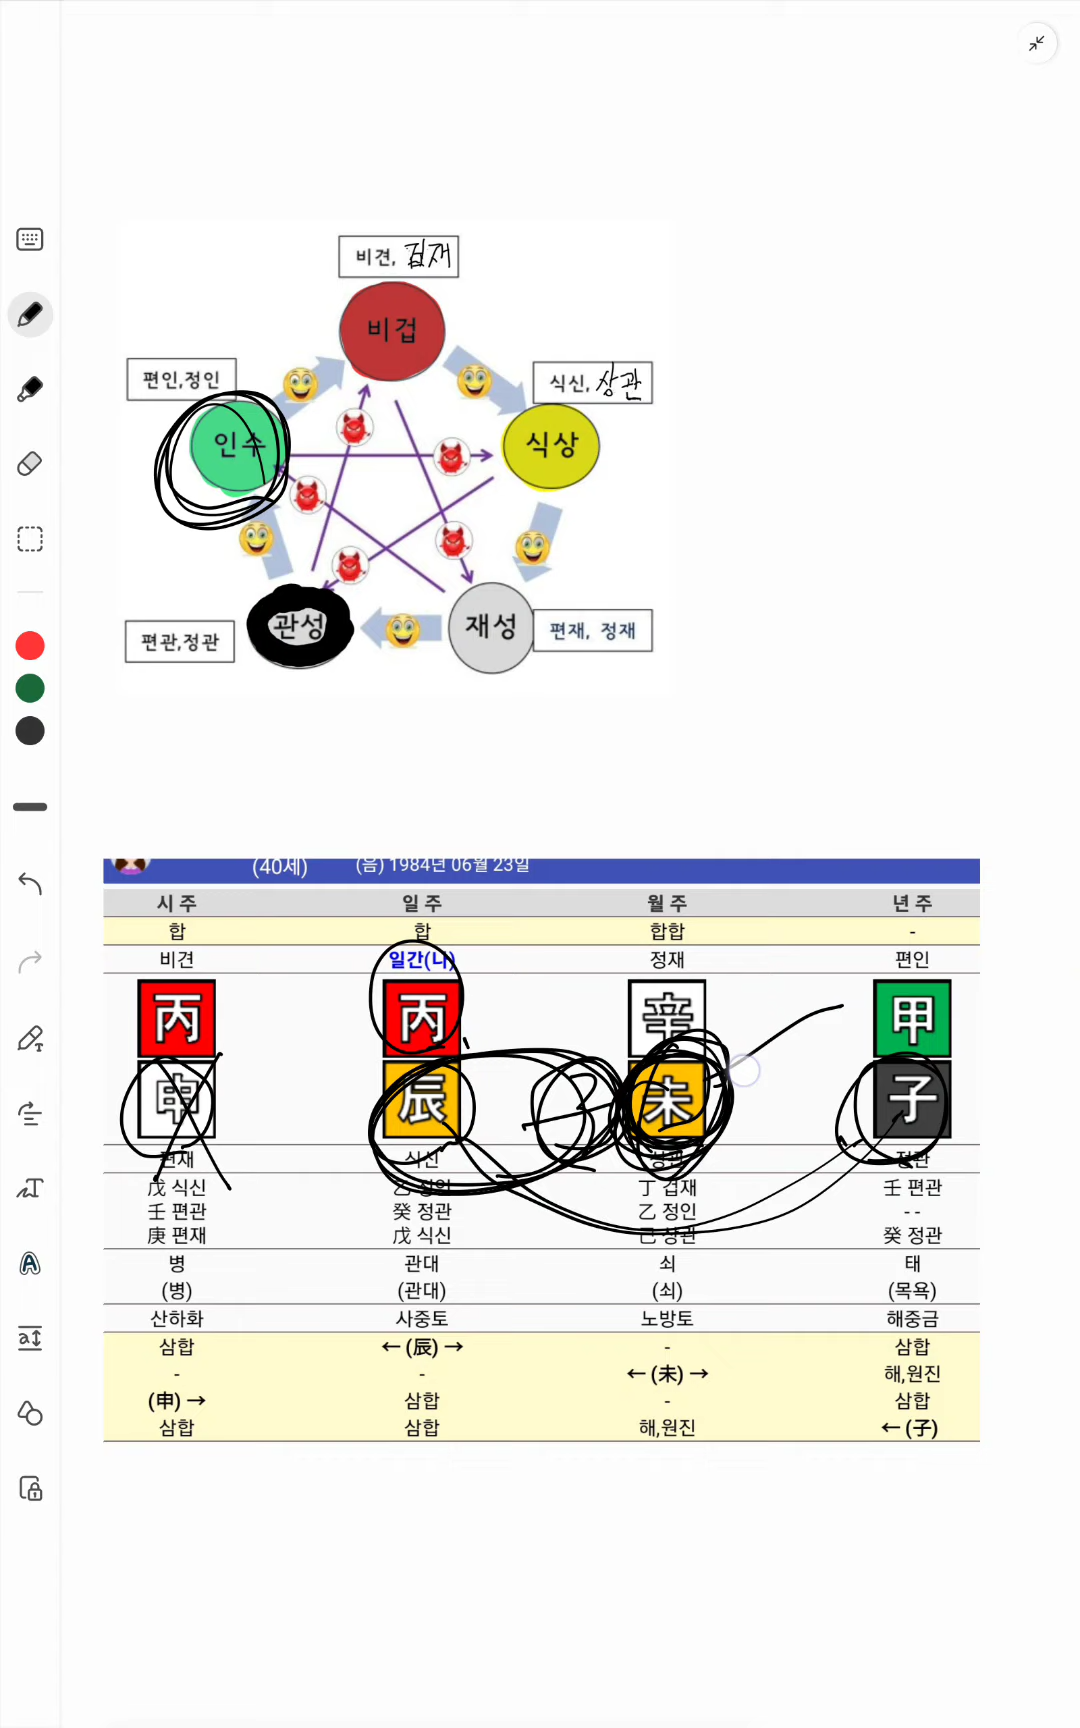 비견, 겁재
비겁
편인,정인
식신, 상관
인수
식상
관성
재성
편관,정관
편재, 정재
(40세) (음) 1984년 06월 23일
시 주 일 주 월 주 년 주
합 합 합합 -
비견 일간(나) 정재 편인
丙 丙 辛 甲
申 辰 未 子
편재 식신 상관 정관
戊 식신 乙 정인 丁 겁재 壬 편관
壬 편관 癸 정관 乙 정인 - -
庚 편재 戊 식신 己 상관 癸 정관
병 관대 쇠 태
(병) (관대) (쇠) (목욕)
산하화 사중토 노방토 해중금
삼합 ← (辰) → - 삼합
- - ← (未) → 해,원진
(申) → 삼합 - 삼합
삼합 삼합 해,원진 ← (子)